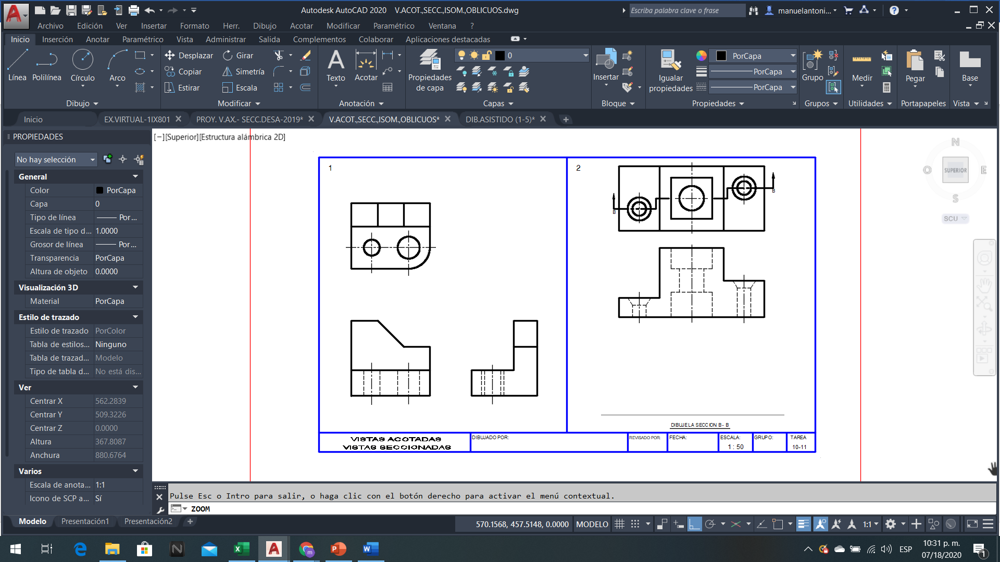 Autodesk AutoCAD 2020 V.ACOT.,SECC.,ISOM.,OBLICUOS.dwg
Escriba palabra clave o frase
manuelantoni...
Archivo Edición Ver Insertar Formato Herr. Dibujo Acotar Modificar Paramétrico Ventana ?
Inicio Inserción Anotar Paramétrico Vista Administrar Salida Complementos Colaborar Aplicaciones destacadas
Línea Polilínea Círculo Arco
Desplazar Girar
Copiar Simetría
Estirar Escala
Texto Acotar
Propiedades de capa
0
Insertar
Igualar propiedades
PorCapa
PorCapa
PorCapa
Grupo
Medir
Pegar
Base
Dibujo Modificar Anotación Capas Bloque Propiedades Grupos Utilidades Portapapeles Vista
Inicio EX.VIRTUAL-1IX801 PROY. V.AX.- SECC.DESA-2019* V.ACOT.,SECC.,ISOM.,OBLICUOS* DIB.ASISTIDO (1-5)*
PROPIEDADES
No hay selección
General
Color PorCapa
Capa 0
Tipo de línea Por...
Escala de tipo d... 1.0000
Grosor de línea Por...
Transparencia PorCapa
Altura de objeto 0.0000
Visualización 3D
Material PorCapa
Estilo de trazado
Estilo de trazado PorColor
Tabla de estilos... Ninguno
Tabla de trazad... Modelo
Tipo de tabla d... No está dis...
Ver
Centrar X 562.2839
Centrar Y 509.3226
Centrar Z 0.0000
Altura 367.8087
Anchura 880.6764
Varios
Escala de anota... 1:1
Icono de SCP a... Sí
[−][Superior][Estructura alámbrica 2D]
1
2
B
B
N
O SUPERIOR E
S
SCU
DIBUJE LA SECCION B- B
VISTAS ACOTADAS
VISTAS SECCIONADAS
DIBUJADO POR:
REVISADO POR:
FECHA:
ESCALA:
1 : 50
GRUPO:
TAREA
10-11
Pulse Esc o Intro para salir, o haga clic con el botón derecho para activar el menú contextual.
ZOOM
Modelo Presentación1 Presentación2
570.1568, 457.5148, 0.0000 MODELO 1:1
ESP
10:31 p. m.
07/18/2020
1